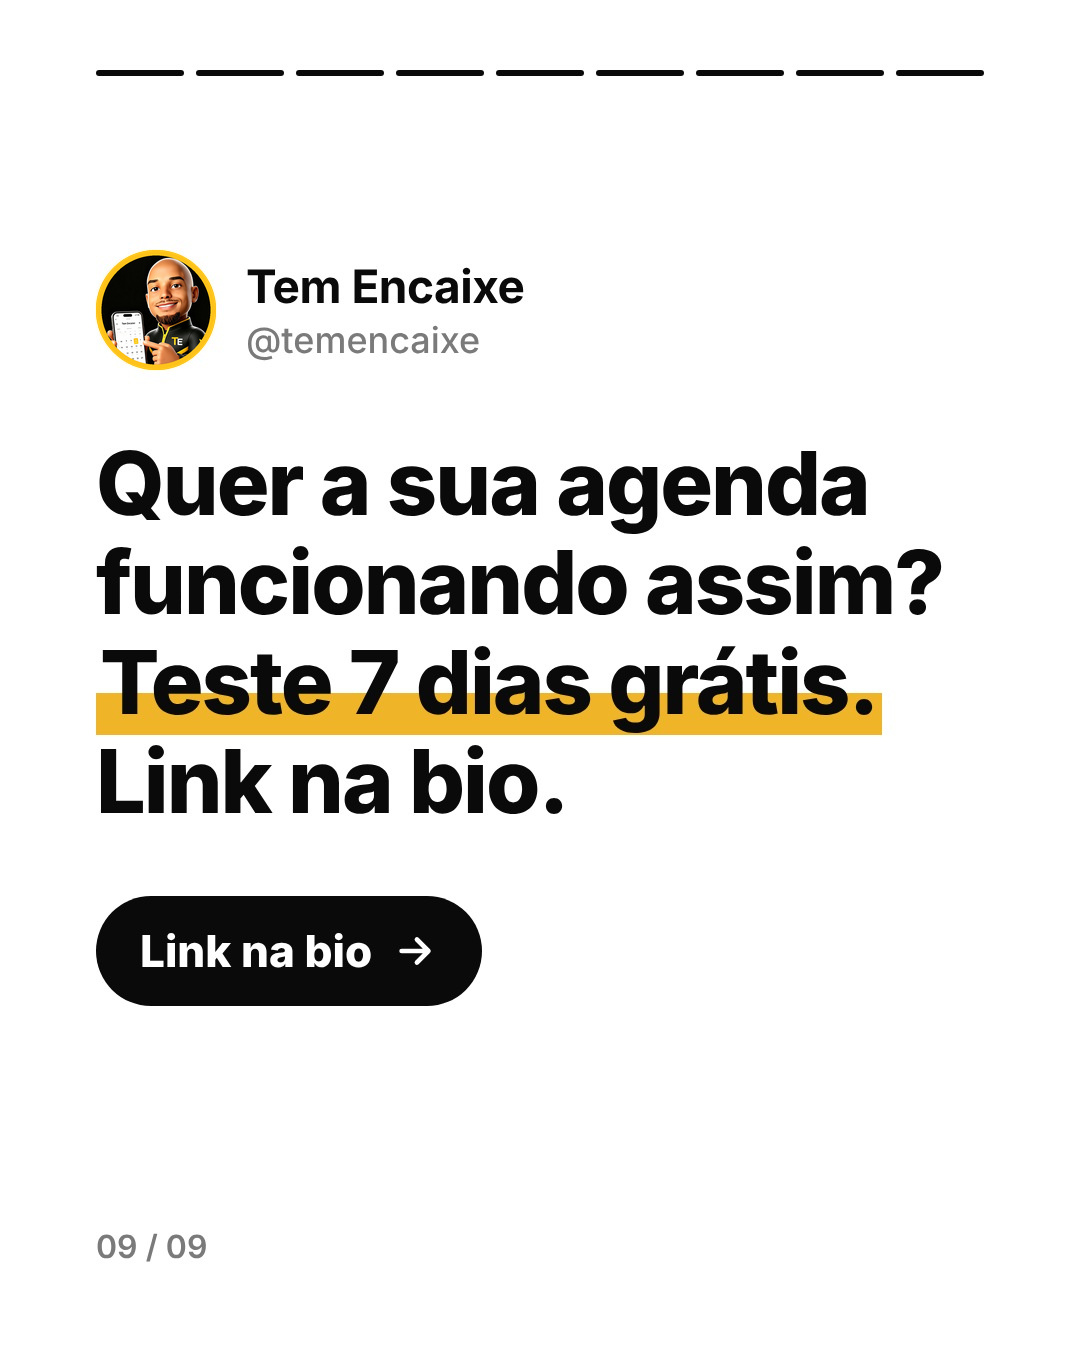 Tem Encaixe
@temencaixe
TE
Quer a sua agenda
funcionando assim?
Teste 7 dias grátis.
Link na bio.
Link na bio →
09 / 09